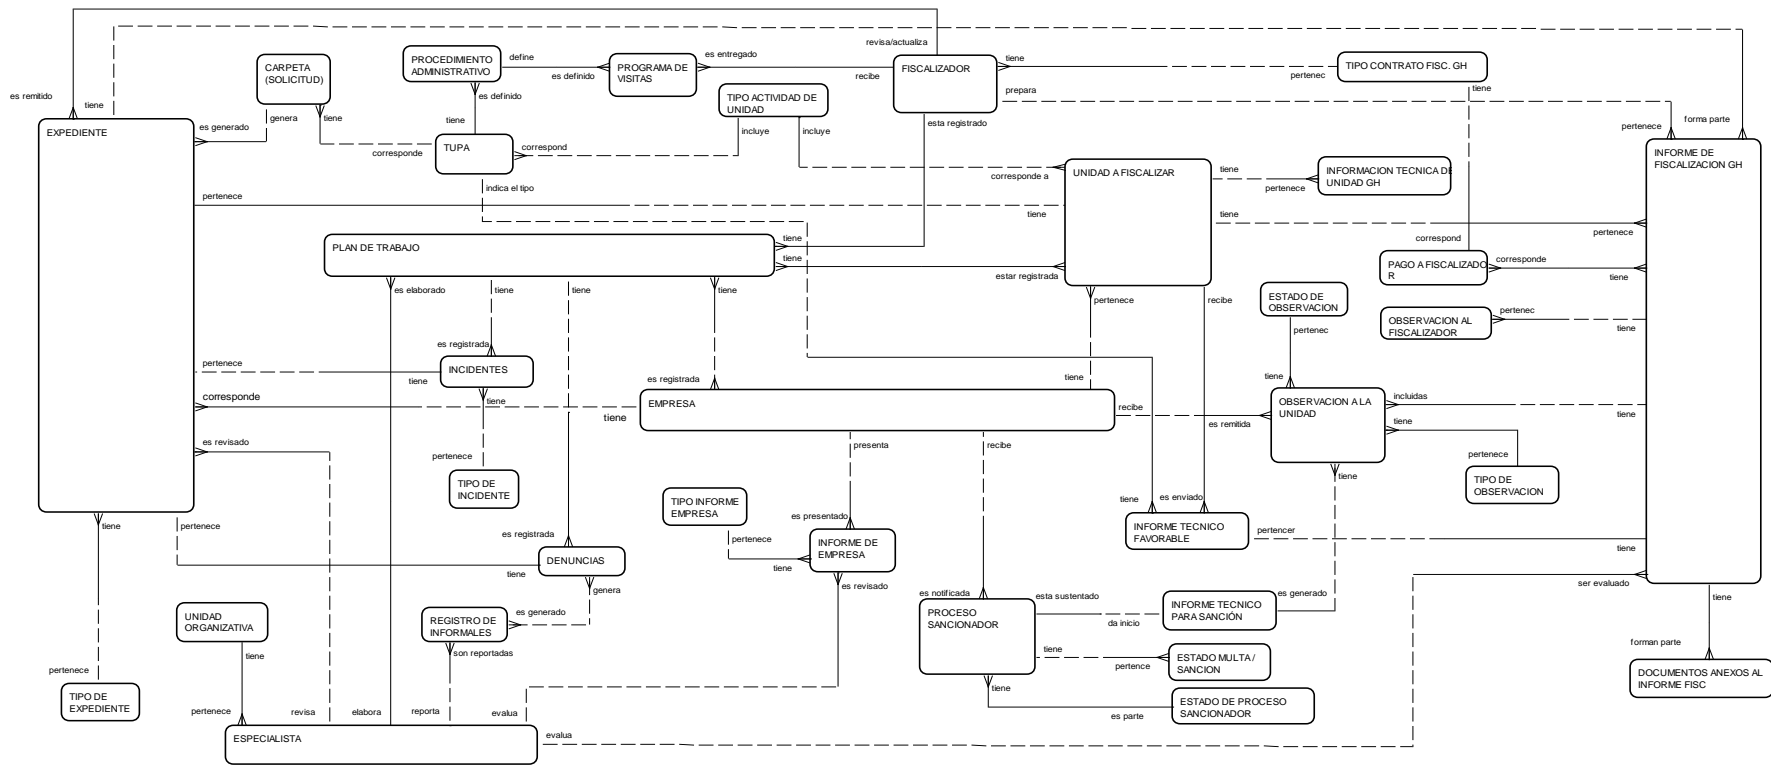 revisa/actualiza
CARPETA
(SOLICITUD)
PROCEDIMIENTO
ADMINISTRATIVO
define
es definido
PROGRAMA DE
VISITAS
es entregado
recibe
FISCALIZADOR
tiene
pertenec
TIPO CONTRATO FISC. GH
tiene
es remitido
tiene
EXPEDIENTE
es generado
genera
tiene
es definido
tiene
TIPO ACTIVIDAD DE
UNIDAD
incluye
incluye
prepara
esta registrado
forma parte
pertenece
corresponde
TUPA
correspond
indica el tipo
corresponde a
UNIDAD A FISCALIZAR
tiene
pertenece
INFORMACION TECNICA DE
UNIDAD GH
INFORME DE
FISCALIZACION GH
pertenece
tiene
tiene
pertenece
PLAN DE TRABAJO
tiene
tiene
estar registrada
correspond
PAGO A FISCALIZADO
R
corresponde
tiene
es elaborado
tiene
tiene
tiene
pertenece
recibe
ESTADO DE
OBSERVACION
pertenec
tiene
OBSERVACION AL
FISCALIZADOR
pertenec
tiene
es registrada
pertenece
tiene
INCIDENTES
tiene
es registrada
tiene
corresponde
tiene
EMPRESA
recibe
es remitida
OBSERVACION A LA
UNIDAD
incluidas
tiene
tiene
pertenece
TIPO DE
OBSERVACION
tiene
es revisado
pertenece
TIPO DE
INCIDENTE
presenta
recibe
TIPO INFORME
EMPRESA
pertenece
tiene
es presentado
INFORME DE
EMPRESA
es revisado
tiene
es enviado
INFORME TECNICO
FAVORABLE
pertencer
tiene
tiene
pertenece
es registrada
tiene
DENUNCIAS
genera
ser evaluado
tiene
UNIDAD
ORGANIZATIVA
tiene
es generado
REGISTRO DE
INFORMALES
son reportadas
es notificada
PROCESO
SANCIONADOR
esta sustentado
da inicio
INFORME TECNICO
PARA SANCIÓN
es generado
tiene
pertence
ESTADO MULTA /
SANCION
tiene
es parte
ESTADO DE PROCESO
SANCIONADOR
forman parte
DOCUMENTOS ANEXOS AL
INFORME FISC
pertenece
TIPO DE
EXPEDIENTE
pertenece
revisa
elabora
reporta
evalua
ESPECIALISTA
evalua